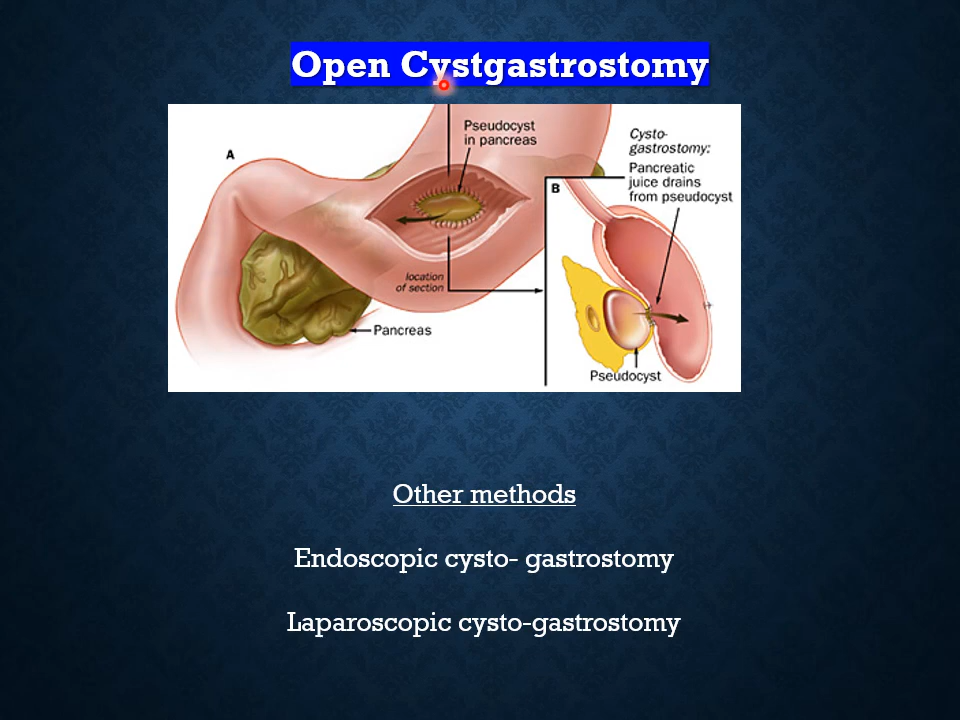 Open Cystgastrostomy
A
Pseudocyst
in pancreas
location
of section
Pancreas
B
Cysto-
gastrostomy:
Pancreatic
juice drains
from pseudocyst
Pseudocyst
Other methods
Endoscopic cysto- gastrostomy
Laparoscopic cysto-gastrostomy